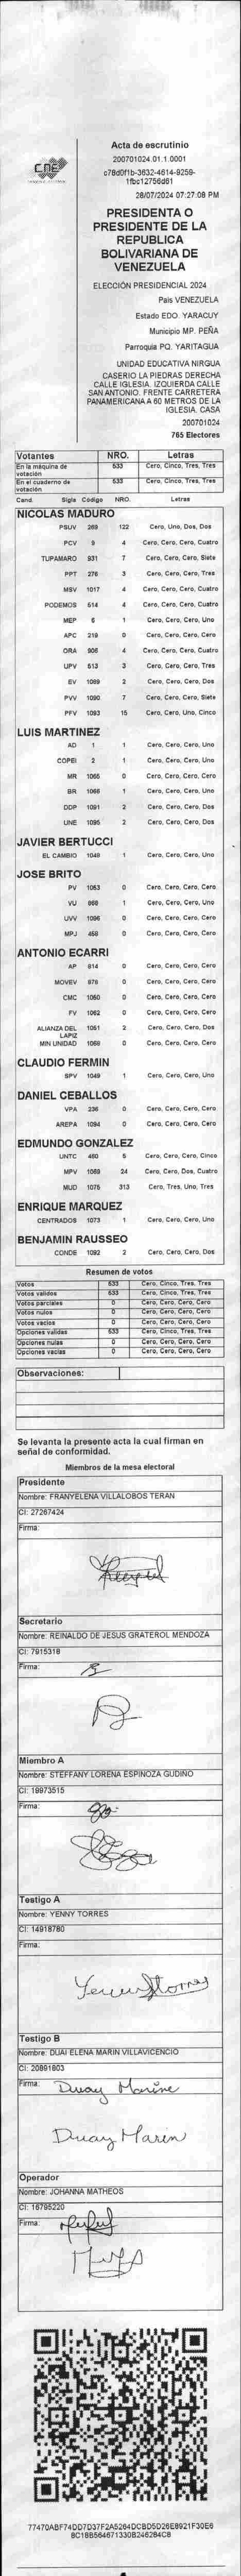 CNE
Acta de escrutinio
200701024.01.1.0001
c78d0f1b-3632-4614-9259-
1fbc12756d81
28/07/2024 07:27:08 PM
PRESIDENTA O
PRESIDENTE DE LA
REPUBLICA
BOLIVARIANA DE
VENEZUELA
ELECCIÓN PRESIDENCIAL 2024
País VENEZUELA
Estado EDO. YARACUY
Municipio MP. PEÑA
Parroquia PQ. YARITAGUA
UNIDAD EDUCATIVA NIRGUA
CASERIO LA PIEDRAS DERECHA
CALLE IGLESIA. IZQUIERDA CALLE
SAN ANTONIO. FRENTE CARRETERA
PANAMERICANA A 60 METROS DE LA
IGLESIA. CASA
200701024
765 Electores
Votantes NRO. Letras
En la máquina de votación 533 Cero, Cinco, Tres, Tres
En el cuaderno de votación 533 Cero, Cinco, Tres, Tres
Cand. Sigla Codigo NRO. Letras
NICOLAS MADURO
PSUV 269 122 Cero, Uno, Dos, Dos
PCV 9 4 Cero, Cero, Cero, Cuatro
TUPAMARO 931 7 Cero, Cero, Cero, Siete
PPT 276 3 Cero, Cero, Cero, Tres
MSV 1017 4 Cero, Cero, Cero, Cuatro
PODEMOS 514 4 Cero, Cero, Cero, Cuatro
MEP 6 1 Cero, Cero, Cero, Uno
APC 219 0 Cero, Cero, Cero, Cero
ORA 906 4 Cero, Cero, Cero, Cuatro
UPV 513 3 Cero, Cero, Cero, Tres
EV 1089 2 Cero, Cero, Cero, Dos
PVV 1090 7 Cero, Cero, Cero, Siete
PFV 1093 15 Cero, Cero, Uno, Cinco
LUIS MARTINEZ
AD 1 1 Cero, Cero, Cero, Uno
COPEI 2 1 Cero, Cero, Cero, Uno
MR 1065 0 Cero, Cero, Cero, Cero
BR 1066 1 Cero, Cero, Cero, Uno
DDP 1091 2 Cero, Cero, Cero, Dos
UNE 1095 2 Cero, Cero, Cero, Dos
JAVIER BERTUCCI
EL CAMBIO 1048 1 Cero, Cero, Cero, Uno
JOSE BRITO
PV 1053 0 Cero, Cero, Cero, Cero
VU 868 1 Cero, Cero, Cero, Uno
UVV 1096 0 Cero, Cero, Cero, Cero
MPJ 458 0 Cero, Cero, Cero, Cero
ANTONIO ECARRI
AP 614 0 Cero, Cero, Cero, Cero
MOVEV 976 0 Cero, Cero, Cero, Cero
CMC 1050 0 Cero, Cero, Cero, Cero
FV 1062 0 Cero, Cero, Cero, Cero
ALIANZA DEL LAPIZ 1061 2 Cero, Cero, Cero, Dos
MIN UNIDAD 1068 0 Cero, Cero, Cero, Cero
CLAUDIO FERMIN
SPV 1049 1 Cero, Cero, Cero, Uno
DANIEL CEBALLOS
VPA 236 0 Cero, Cero, Cero, Cero
AREPA 1094 0 Cero, Cero, Cero, Cero
EDMUNDO GONZALEZ
UNTC 460 5 Cero, Cero, Cero, Cinco
MPV 1069 24 Cero, Cero, Dos, Cuatro
MUD 1075 313 Cero, Tres, Uno, Tres
ENRIQUE MARQUEZ
CENTRADOS 1073 1 Cero, Cero, Cero, Uno
BENJAMIN RAUSSEO
CONDE 1092 2 Cero, Cero, Cero, Dos
Resumen de votos
Votos 533 Cero, Cinco, Tres, Tres
Votos validos 533 Cero, Cinco, Tres, Tres
Votos parciales 0 Cero, Cero, Cero, Cero
Votos nulos 0 Cero, Cero, Cero, Cero
Votos vacios 0 Cero, Cero, Cero, Cero
Opciones validas 533 Cero, Cinco, Tres, Tres
Opciones nulas 0 Cero, Cero, Cero, Cero
Opciones vacias 0 Cero, Cero, Cero, Cero
Observaciones:
Se levanta la presente acta la cual firman en
señal de conformidad.
Miembros de la mesa electoral
Presidente
Nombre: FRANYELENA VILLALOBOS TERAN
CI: 27267424
Firma:
Secretario
Nombre: REINALDO DE JESUS GRATEROL MENDOZA
CI: 7915318
Firma:
Miembro A
Nombre: STEFFANY LORENA ESPINOZA GUDIÑO
CI: 18973515
Firma:
Testigo A
Nombre: YENNY TORRES
CI: 14918780
Firma:
Testigo B
Nombre: DUAI ELENA MARIN VILLAVICENCIO
CI: 20891603
Firma: Duay Marine
Duay Marin
Operador
Nombre: JOHANNA MATHEOS
CI: 16795220
Firma:
77470ABF74DD7D37F2A5264DCBD5D26E8921F30E6
8C18B564671330B246284CB